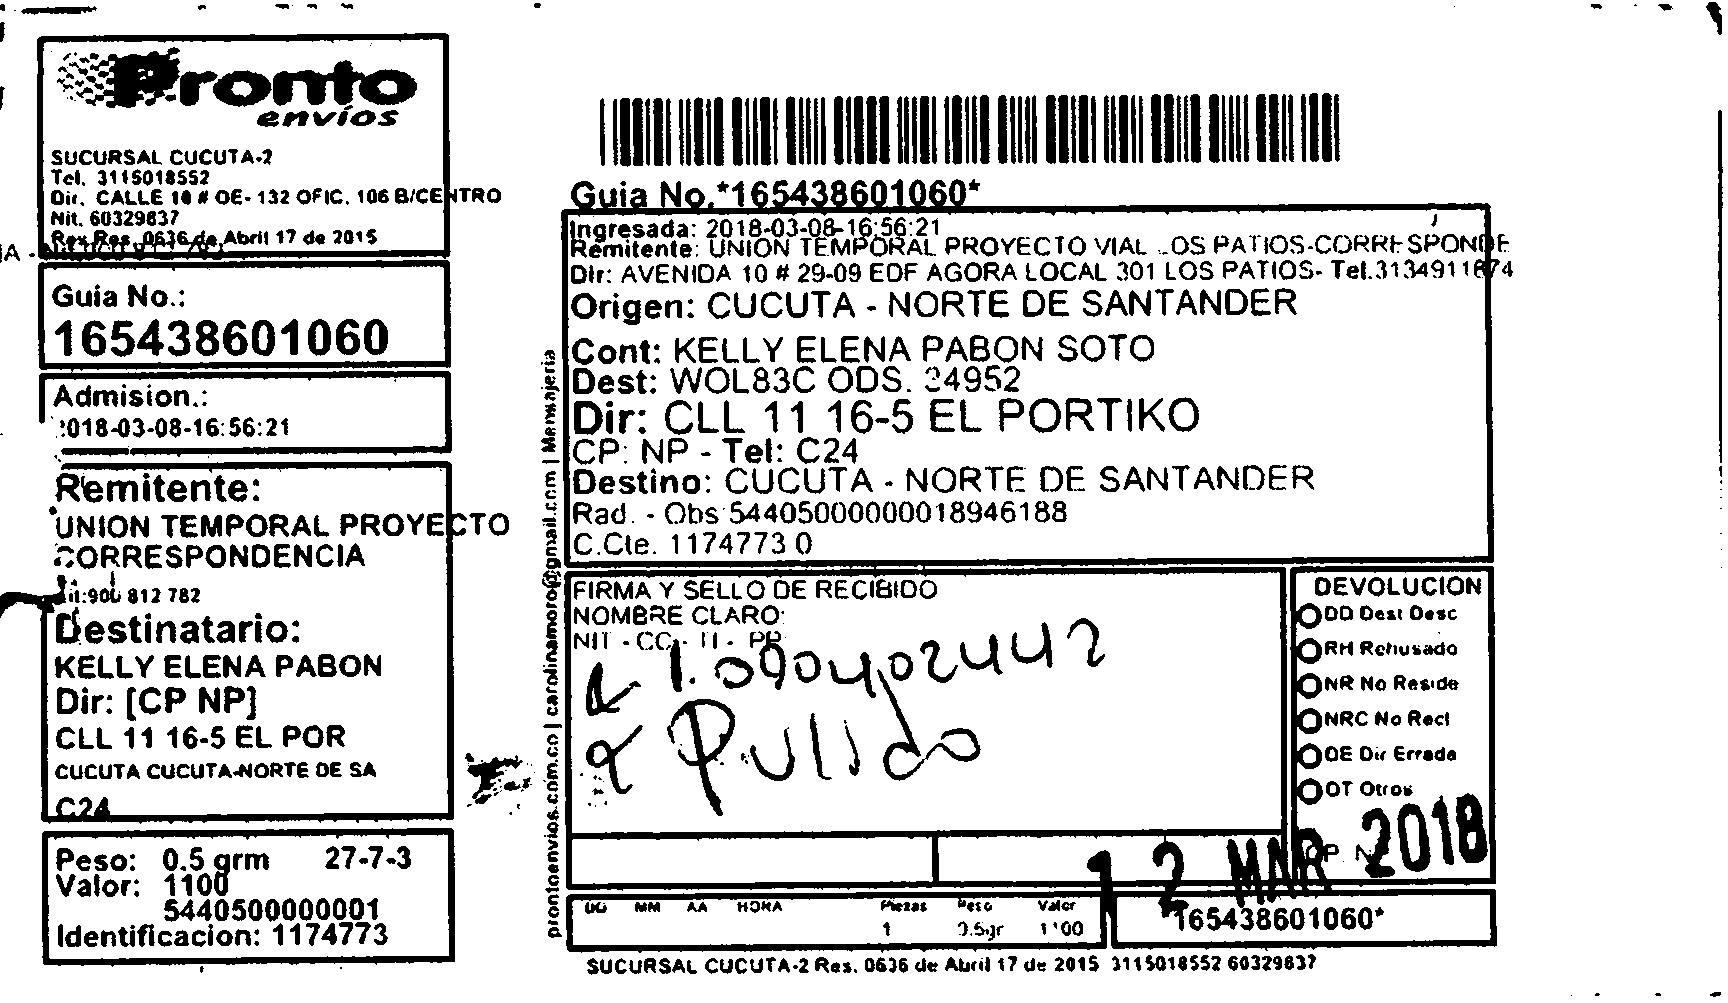 Pronto
envíos
SUCURSAL CUCUTA-2
Tel. 3115018552
Dir. CALLE 10 # OE- 132 OFIC. 106 B/CENTRO
Nit. 60329837
Rex Res. 0636 de Abril 17 de 2015
Guia No.:
165438601060
Admision.:
2018-03-08-16:56:21
Remitente:
UNION TEMPORAL PROYECTO
CORRESPONDENCIA
Nit:900 812 782
Destinatario:
KELLY ELENA PABON
Dir: [CP NP]
CLL 11 16-5 EL POR
CUCUTA CUCUTA-NORTE DE SA
C24
Peso: 0.5 grm 27-7-3
Valor: 1100
5440500000001
Identificacion: 1174773
prontoenvios.com.co | carolinamoro@gmail.com | Mensajeria
Guia No.*165438601060*
Ingresada: 2018-03-08-16:56:21
Remitente: UNION TEMPORAL PROYECTO VIAL LOS PATIOS-CORRESPONDE
Dir: AVENIDA 10 # 29-09 EDF AGORA LOCAL 301 LOS PATIOS- Tel.3134911674
Origen: CUCUTA - NORTE DE SANTANDER
Cont: KELLY ELENA PABON SOTO
Dest: WOL83C ODS. 24952
Dir: CLL 11 16-5 EL PORTIKO
CP: NP - Tel: C24
Destino: CUCUTA - NORTE DE SANTANDER
Rad. - Obs 54405000000018946188
C.Cte. 1174773 0
FIRMA Y SELLO DE RECIBIDO
NOMBRE CLARO:
NIT - CC - TI - PP
1.090402442
Pulido
DEVOLUCION
DD Dest Desc
RH Rehusado
NR No Reside
NRC No Recl
DE Dir Errada
OT Otros
12 MAR 2018
DD MM AA HORA Piezas Peso Valor
1 0.5gr 1100
*165438601060*
SUCURSAL CUCUTA-2 Res. 0636 de Abril 17 de 2015 3115018552 60329837